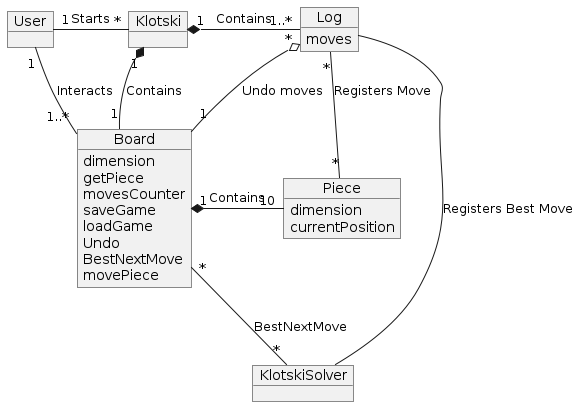 User
1 Starts *
Klotski
1 Contains 1..*
Log
moves
1
Interacts
1..*
1
Contains
1
*
Undo moves
1
*
Registers Move
*
Board
dimension
getPiece
movesCounter
saveGame
loadGame
Undo
BestNextMove
movePiece
1 Contains 10
Piece
dimension
currentPosition
Registers Best Move
*
BestNextMove
*
KlotskiSolver